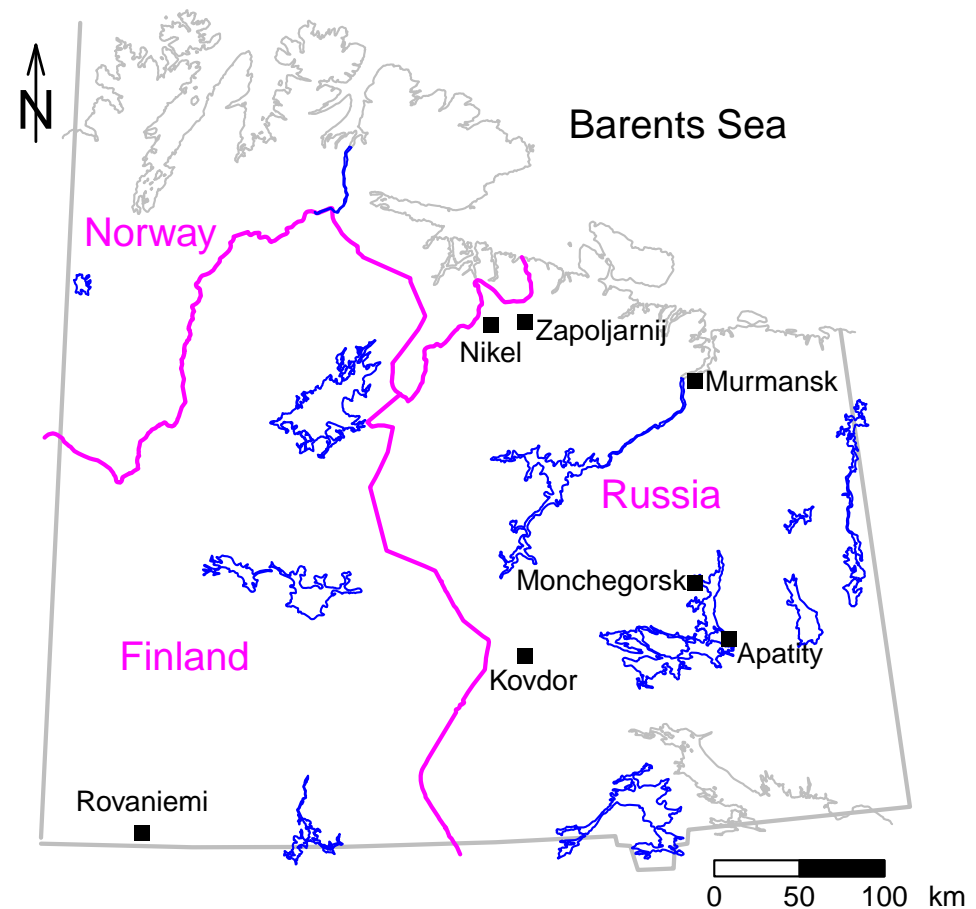 N
Barents Sea
Norway
Zapoljarnij
Nikel
Murmansk
Russia
Monchegorsk
Finland
Apatity
Kovdor
Rovaniemi
0 50 100 km